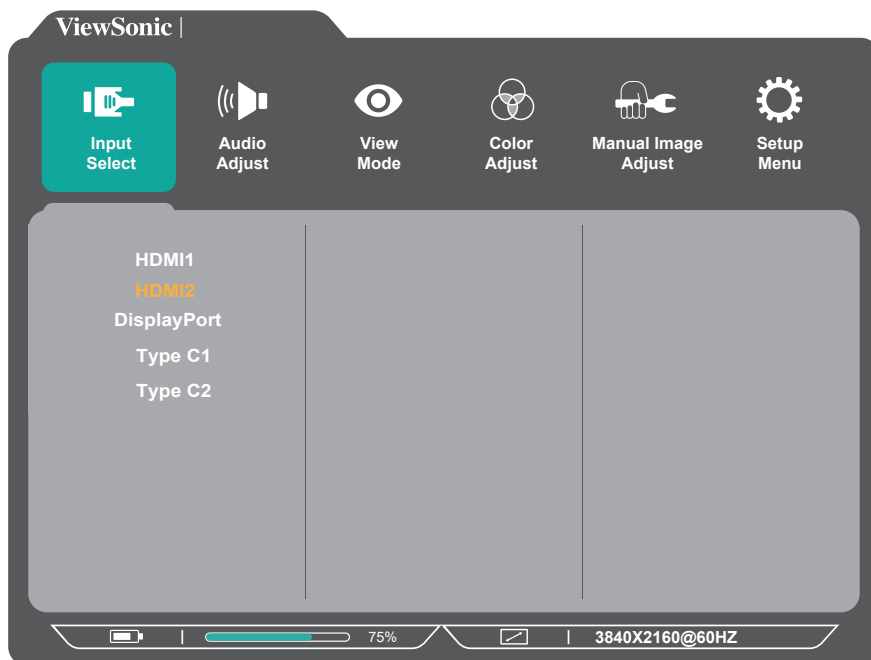 ViewSonic
Input
Select
Audio
Adjust
View
Mode
Color
Adjust
Manual Image
Adjust
Setup
Menu
HDMI1
HDMI2
DisplayPort
Type C1
Type C2
75%
3840X2160@60HZ